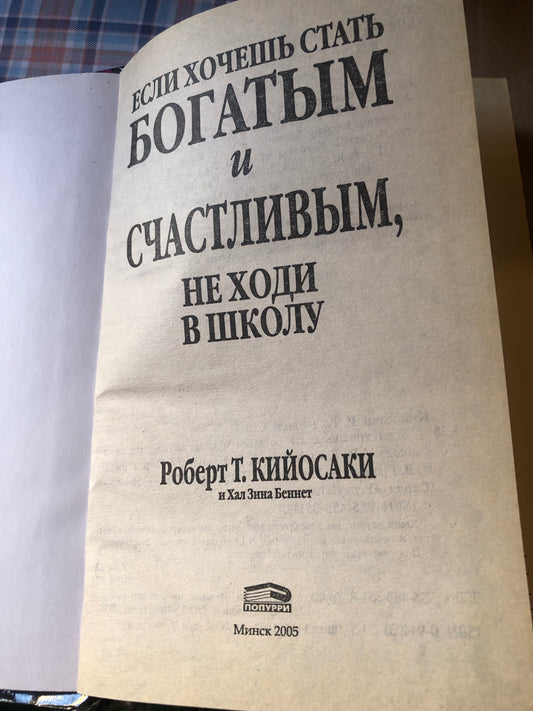 ЕСЛИ ХОЧЕШЬ СТАТЬ
БОГАТЫМ
и
СЧАСТЛИВЫМ,
НЕ ХОДИ
В ШКОЛУ
Роберт Т. КИЙОСАКИ
и Хал Зина Беннет
ПОПУРРИ
Минск 2005